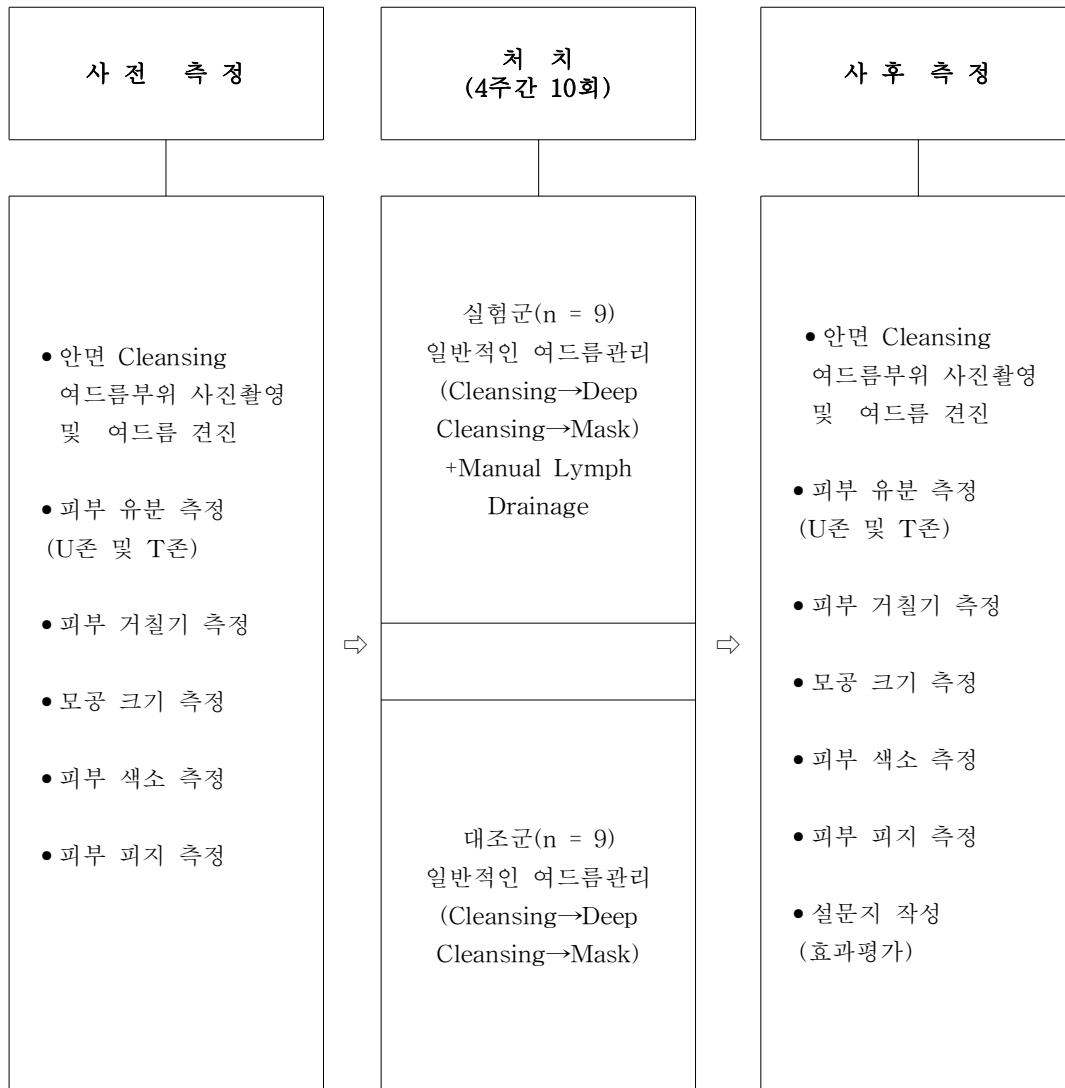 사 전 측 정
처 치
(4주간 10회)
사 후 측 정
● 안면 Cleansing
여드름부위 사진촬영
및 여드름 견진
● 피부 유분 측정
(U존 및 T존)
● 피부 거칠기 측정
● 모공 크기 측정
● 피부 색소 측정
● 피부 피지 측정
⇨
실험군(n = 9)
일반적인 여드름관리
(Cleansing→Deep
Cleansing→Mask)
+Manual Lymph
Drainage
대조군(n = 9)
일반적인 여드름관리
(Cleansing→Deep
Cleansing→Mask)
⇨
● 안면 Cleansing
여드름부위 사진촬영
및 여드름 견진
● 피부 유분 측정
(U존 및 T존)
● 피부 거칠기 측정
● 모공 크기 측정
● 피부 색소 측정
● 피부 피지 측정
● 설문지 작성
(효과평가)